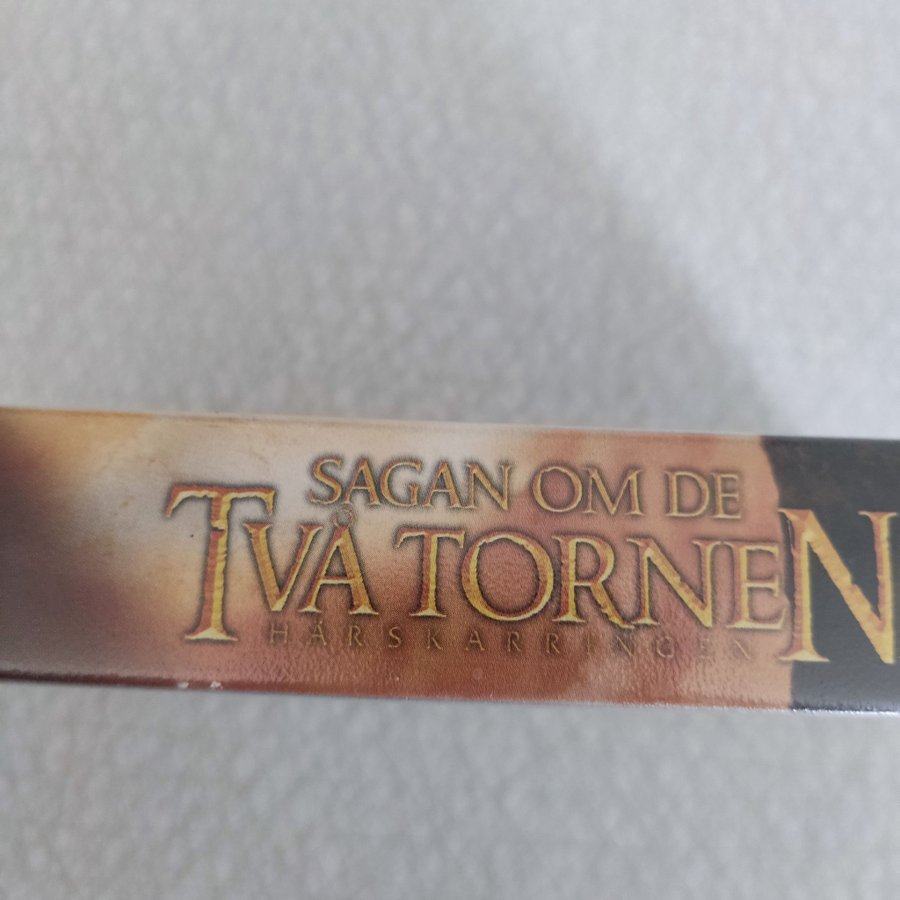 SAGAN OM DE
TVÅ TORNEN
HÄRSKARRINGEN